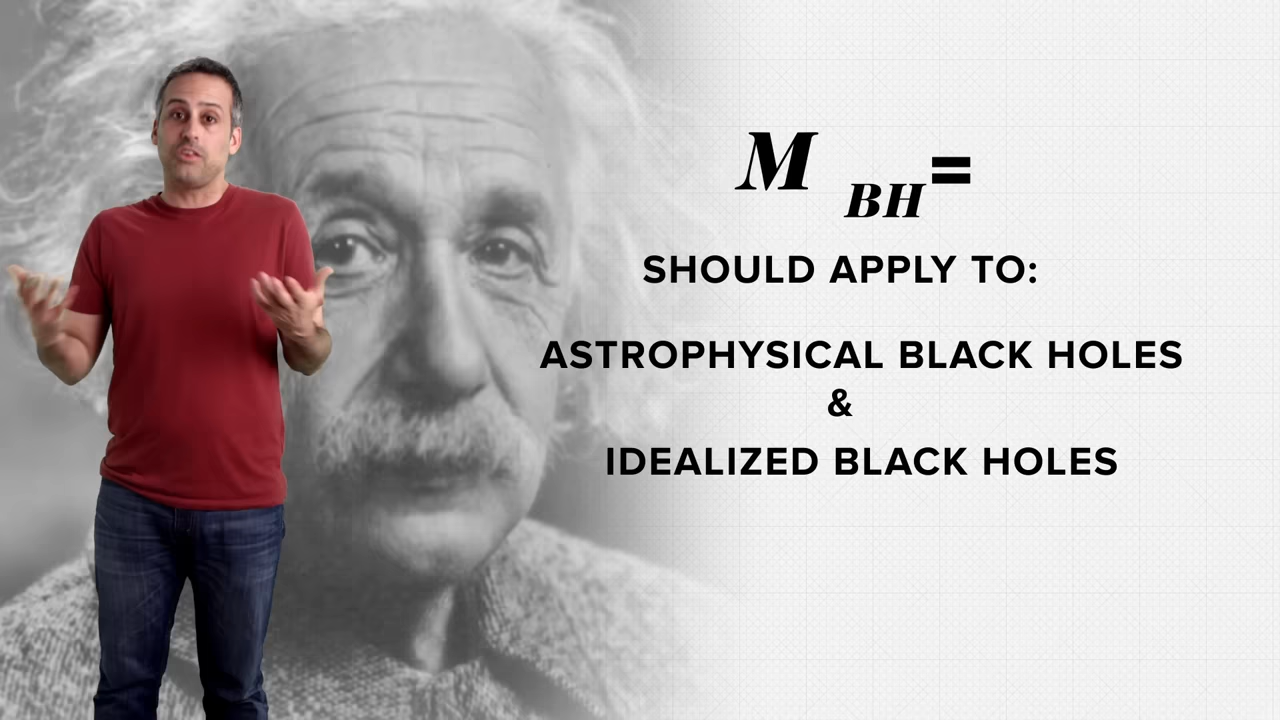 M BH=
SHOULD APPLY TO:
ASTROPHYSICAL BLACK HOLES
&
IDEALIZED BLACK HOLES